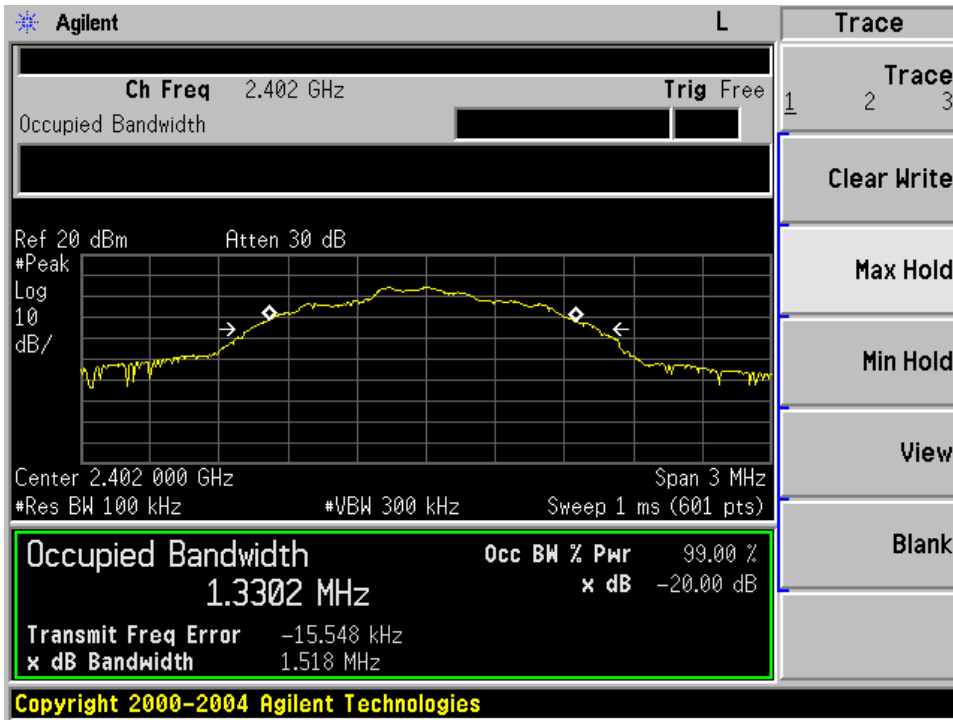 Agilent L
Trace
Ch Freq 2.402 GHz Trig Free
Occupied Bandwidth
Ref 20 dBm Atten 30 dB
#Peak
Log
10
dB/
Center 2.402 000 GHz Span 3 MHz
#Res BW 100 kHz #VBW 300 kHz Sweep 1 ms (601 pts)
Occupied Bandwidth Occ BW % Pwr 99.00 %
1.3302 MHz x dB -20.00 dB
Transmit Freq Error -15.548 kHz
x dB Bandwidth 1.518 MHz
Copyright 2000-2004 Agilent Technologies
Trace
1 2 3
Clear Write
Max Hold
Min Hold
View
Blank